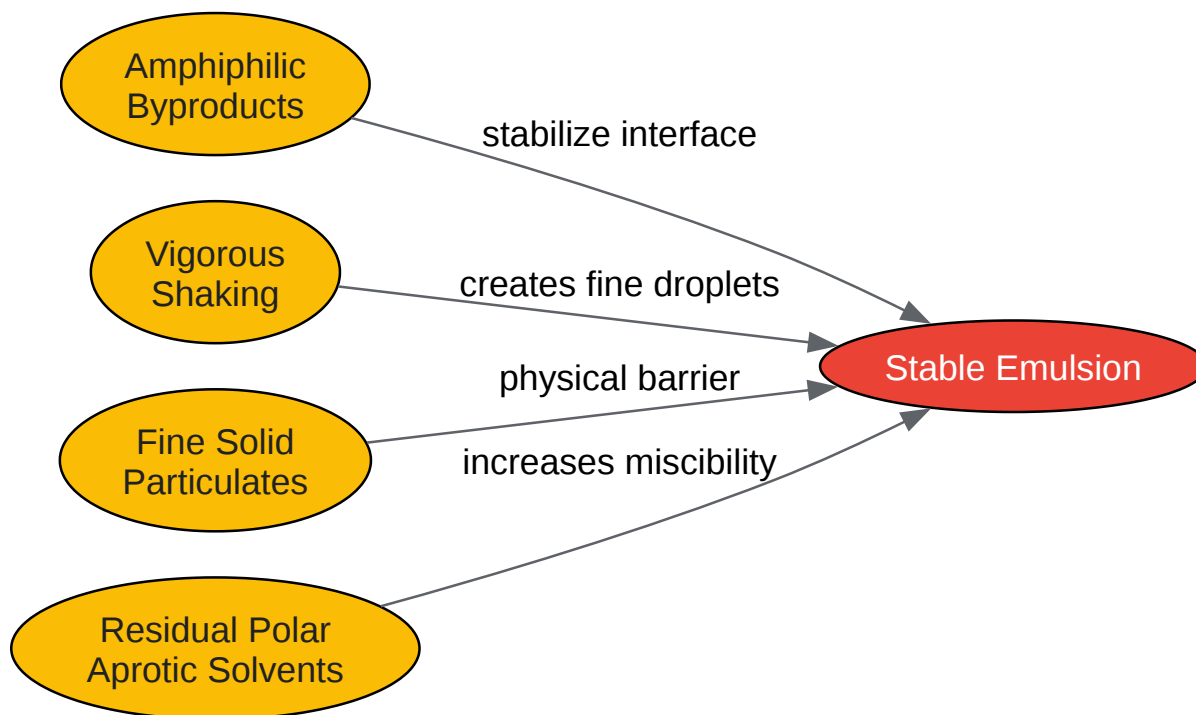 Amphiphilic
Byproducts
stabilize interface
Vigorous
Shaking
creates fine droplets
physical barrier
Stable Emulsion
Fine Solid
Particulates
increases miscibility
Residual Polar
Aprotic Solvents